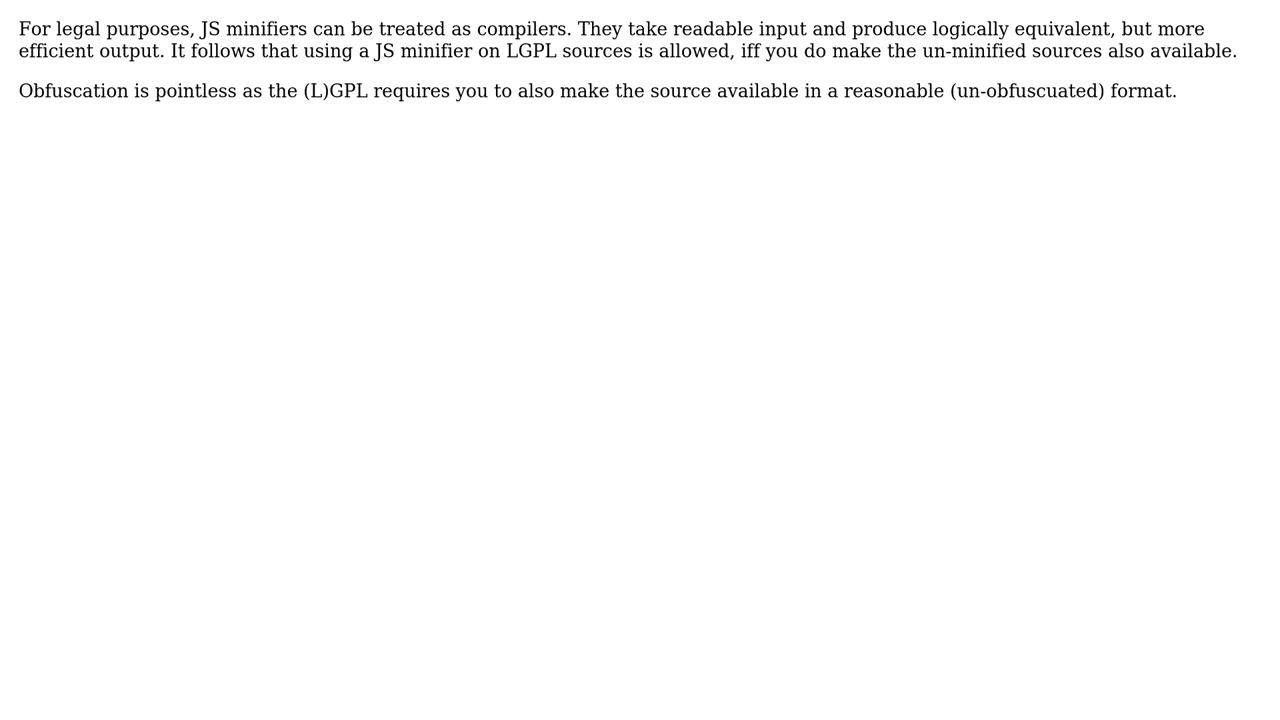 For legal purposes, JS minifiers can be treated as compilers. They take readable input and produce logically equivalent, but more
efficient output. It follows that using a JS minifier on LGPL sources is allowed, iff you do make the un-minified sources also available.
Obfuscation is pointless as the (L)GPL requires you to also make the source available in a reasonable (un-obfuscuated) format.